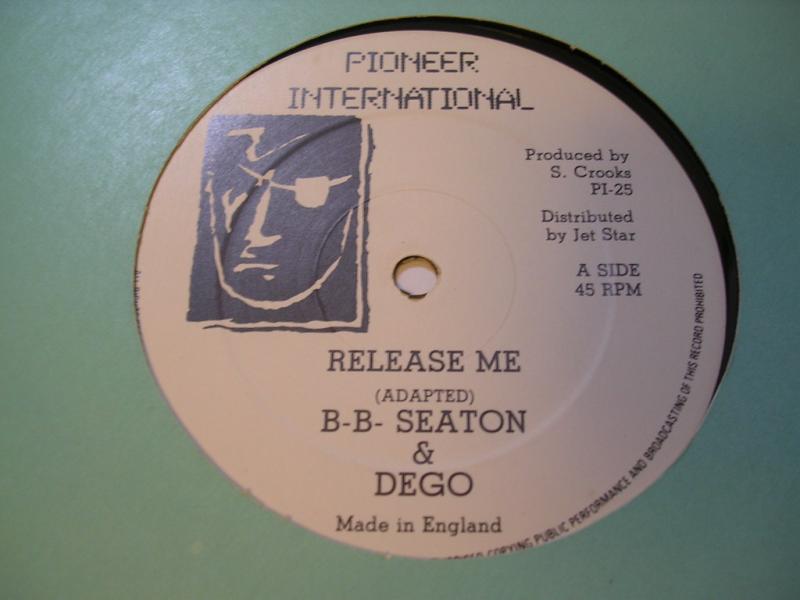 PIONEER
INTERNATIONAL
Produced by
S. Crooks
PI-25
Distributed
by Jet Star
A SIDE
45 RPM
RELEASE ME
(ADAPTED)
B-B- SEATON
&
DEGO
Made in England
COPYING PUBLIC PERFORMANCE AND BROADCASTING OF THIS RECORD PROHIBITED